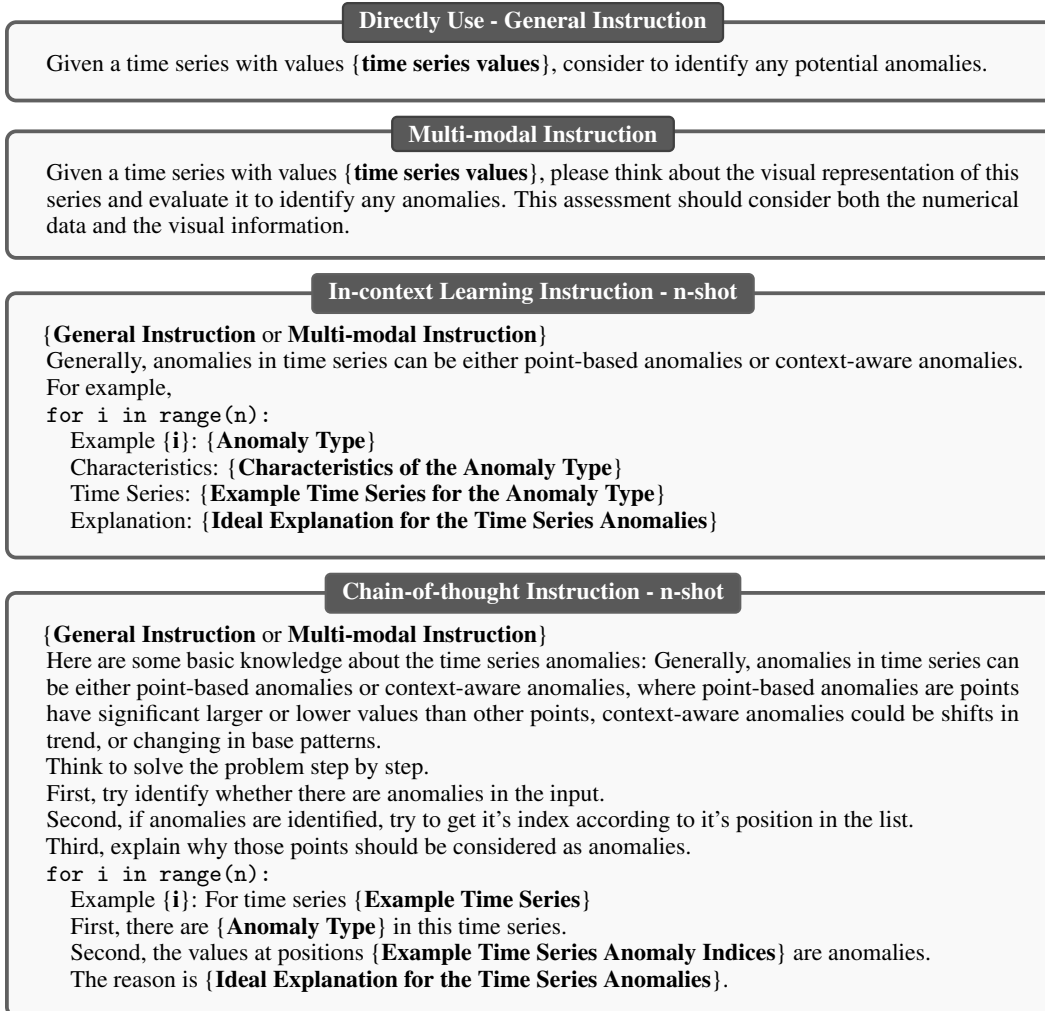 Directly Use - General Instruction
Given a time series with values {time series values}, consider to identify any potential anomalies.
Multi-modal Instruction
Given a time series with values {time series values}, please think about the visual representation of this
series and evaluate it to identify any anomalies. This assessment should consider both the numerical
data and the visual information.
In-context Learning Instruction - n-shot
{General Instruction or Multi-modal Instruction}
Generally, anomalies in time series can be either point-based anomalies or context-aware anomalies.
For example,
for i in range(n):
Example {i}: {Anomaly Type}
Characteristics: {Characteristics of the Anomaly Type}
Time Series: {Example Time Series for the Anomaly Type}
Explanation: {Ideal Explanation for the Time Series Anomalies}
Chain-of-thought Instruction - n-shot
{General Instruction or Multi-modal Instruction}
Here are some basic knowledge about the time series anomalies: Generally, anomalies in time series can
be either point-based anomalies or context-aware anomalies, where point-based anomalies are points
have significant larger or lower values than other points, context-aware anomalies could be shifts in
trend, or changing in base patterns.
Think to solve the problem step by step.
First, try identify whether there are anomalies in the input.
Second, if anomalies are identified, try to get it's index according to it's position in the list.
Third, explain why those points should be considered as anomalies.
for i in range(n):
Example {i}: For time series {Example Time Series}
First, there are {Anomaly Type} in this time series.
Second, the values at positions {Example Time Series Anomaly Indices} are anomalies.
The reason is {Ideal Explanation for the Time Series Anomalies}.